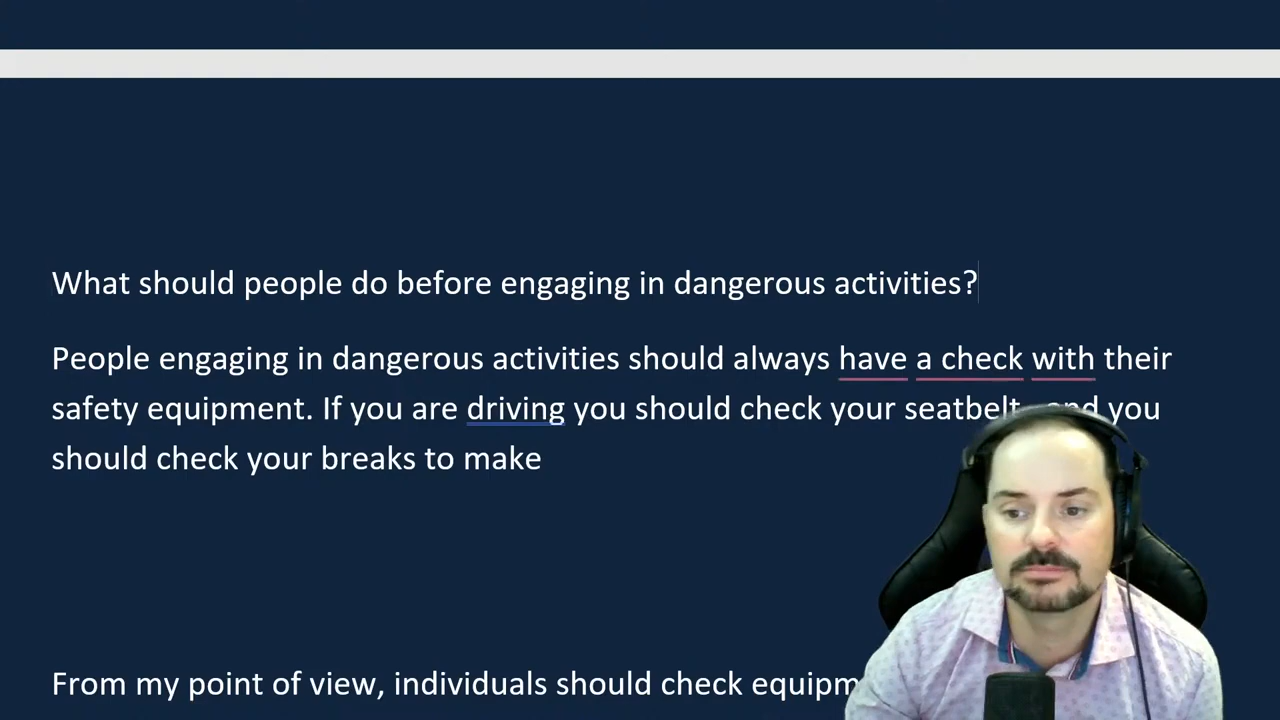 What should people do before engaging in dangerous activities?
People engaging in dangerous activities should always have a check with their
safety equipment. If you are driving you should check your seatbelt and you
should check your breaks to make
From my point of view, individuals should check